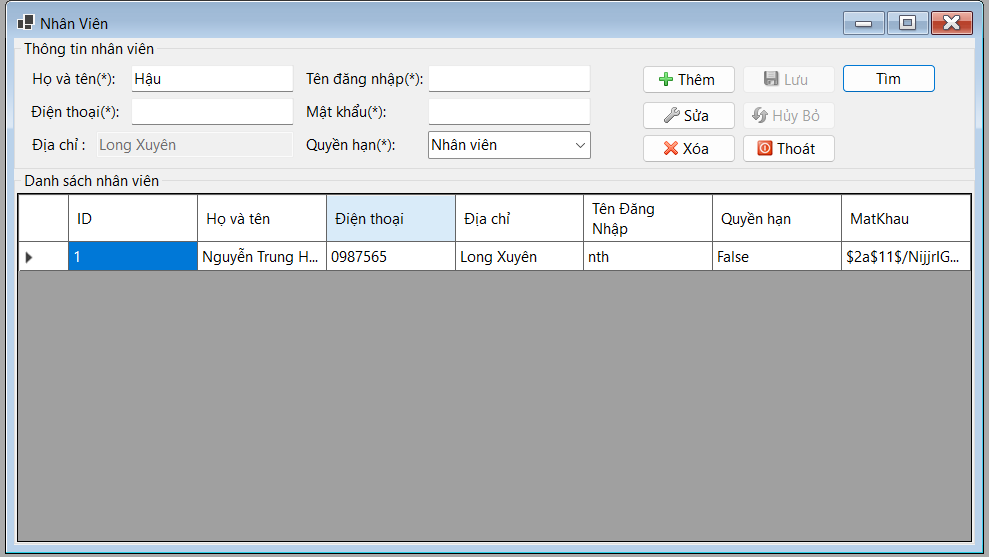 Nhân Viên
Thông tin nhân viên
Họ và tên(*): Hậu Tên đăng nhập(*): Thêm Lưu Tìm
Điện thoại(*): Mật khẩu(*): Sửa Hủy Bỏ
Địa chỉ : Long Xuyên Quyền hạn(*): Nhân viên Xóa Thoát
Danh sách nhân viên
ID Họ và tên Điện thoại Địa chỉ Tên Đăng Nhập Quyền hạn MatKhau
1 Nguyễn Trung H... 0987565 Long Xuyên nth False $2a$11$/NijjrIG...